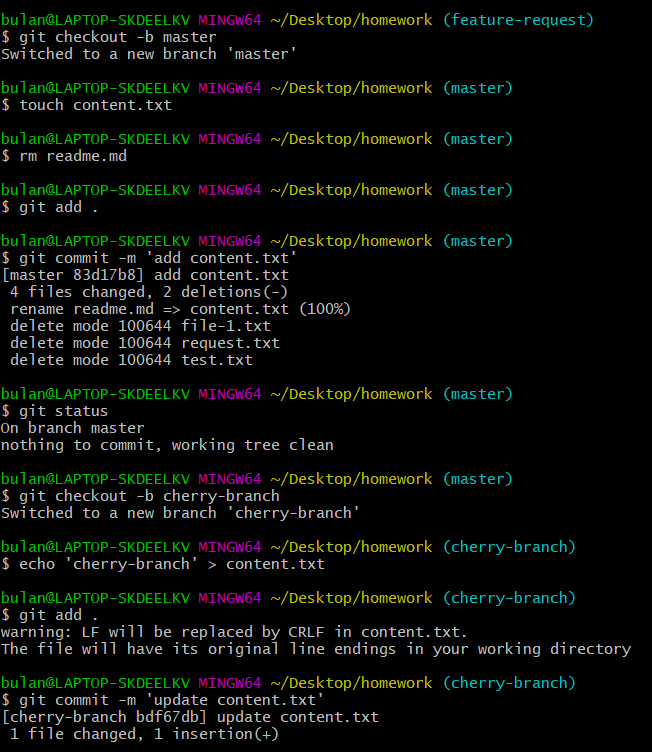 bulan@LAPTOP-SKDEELKV MINGW64 ~/Desktop/homework (feature-request)
$ git checkout -b master
Switched to a new branch 'master'
bulan@LAPTOP-SKDEELKV MINGW64 ~/Desktop/homework (master)
$ touch content.txt
bulan@LAPTOP-SKDEELKV MINGW64 ~/Desktop/homework (master)
$ rm readme.md
bulan@LAPTOP-SKDEELKV MINGW64 ~/Desktop/homework (master)
$ git add .
bulan@LAPTOP-SKDEELKV MINGW64 ~/Desktop/homework (master)
$ git commit -m 'add content.txt'
[master 83d17b8] add content.txt
 4 files changed, 2 deletions(-)
 rename readme.md => content.txt (100%)
 delete mode 100644 file-1.txt
 delete mode 100644 request.txt
 delete mode 100644 test.txt
bulan@LAPTOP-SKDEELKV MINGW64 ~/Desktop/homework (master)
$ git status
On branch master
nothing to commit, working tree clean
bulan@LAPTOP-SKDEELKV MINGW64 ~/Desktop/homework (master)
$ git checkout -b cherry-branch
Switched to a new branch 'cherry-branch'
bulan@LAPTOP-SKDEELKV MINGW64 ~/Desktop/homework (cherry-branch)
$ echo 'cherry-branch' > content.txt
bulan@LAPTOP-SKDEELKV MINGW64 ~/Desktop/homework (cherry-branch)
$ git add .
warning: LF will be replaced by CRLF in content.txt.
The file will have its original line endings in your working directory
bulan@LAPTOP-SKDEELKV MINGW64 ~/Desktop/homework (cherry-branch)
$ git commit -m 'update content.txt'
[cherry-branch bdf67db] update content.txt
 1 file changed, 1 insertion(+)